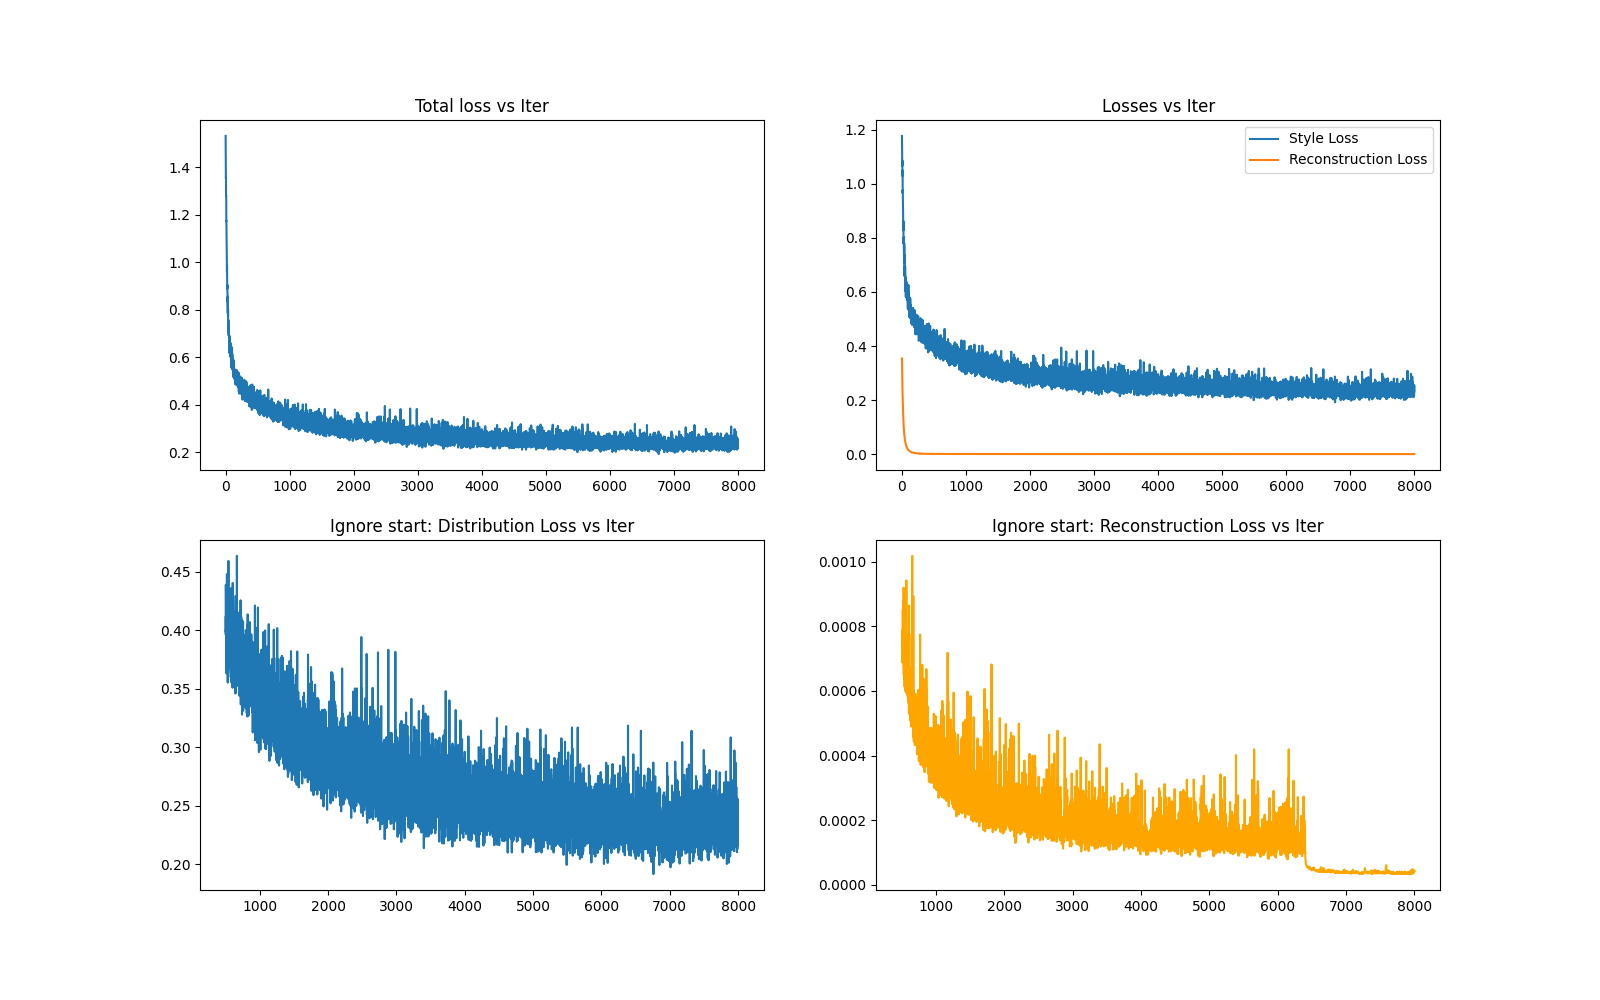 Total loss vs Iter
1.4
1.2
1.0
0.8
0.6
0.4
0.2
0 1000 2000 3000 4000 5000 6000 7000 8000
Losses vs Iter
Style Loss
Reconstruction Loss
1.2
1.0
0.8
0.6
0.4
0.2
0.0
0 1000 2000 3000 4000 5000 6000 7000 8000
Ignore start: Distribution Loss vs Iter
0.45
0.40
0.35
0.30
0.25
0.20
1000 2000 3000 4000 5000 6000 7000 8000
Ignore start: Reconstruction Loss vs Iter
0.0010
0.0008
0.0006
0.0004
0.0002
0.0000
1000 2000 3000 4000 5000 6000 7000 8000